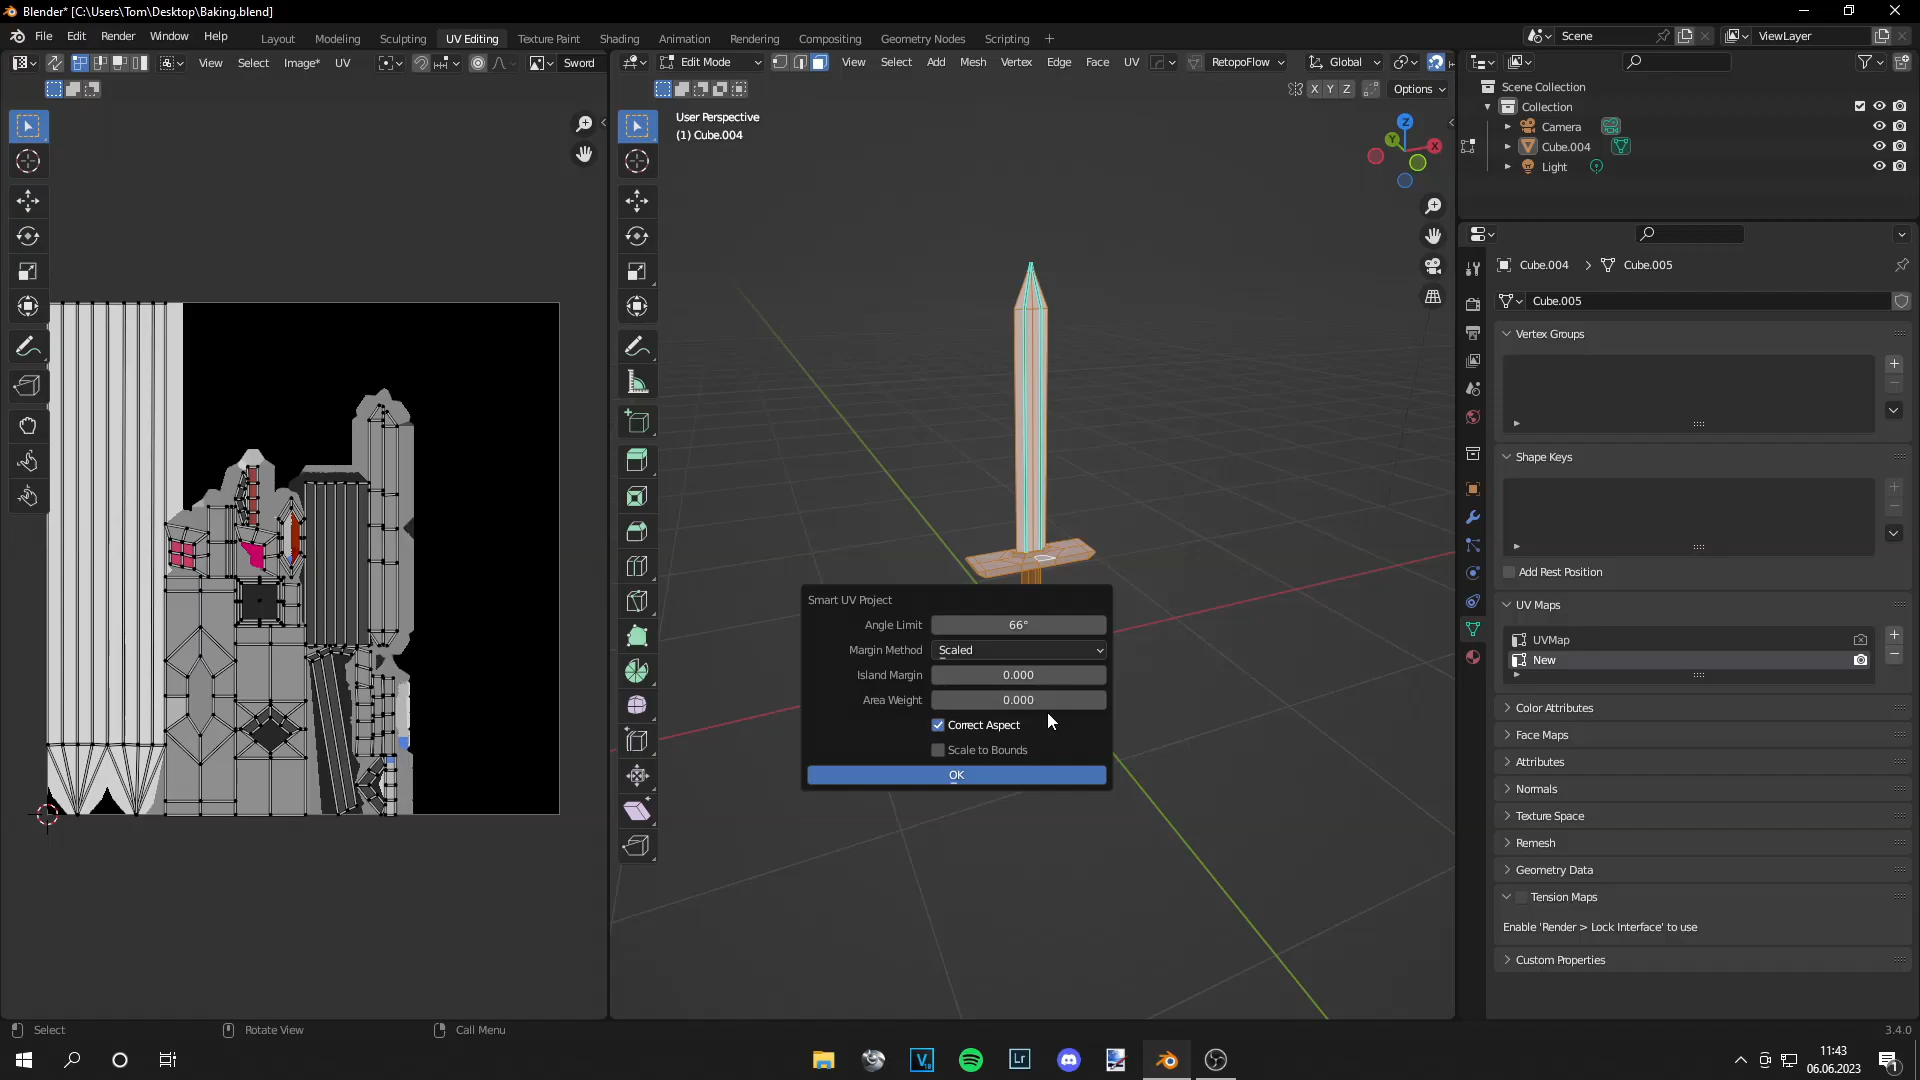 Blender* [C:\Users\Tom\Desktop\Baking.blend]
File Edit Render Window Help
Layout Modeling Sculpting UV Editing Texture Paint Shading Animation Rendering Compositing Geometry Nodes Scripting +
Scene
ViewLayer
View Select Image* UV
Sword
Edit Mode
View Select Add Mesh Vertex Edge Face UV
RetopoFlow
Global
X Y Z
Options
User Perspective
(1) Cube.004
Z
Y
X
Scene Collection
Collection
Camera
Cube.004
Light
Cube.004 > Cube.005
Cube.005
Vertex Groups
Shape Keys
Add Rest Position
UV Maps
UVMap
New
Color Attributes
Face Maps
Attributes
Normals
Texture Space
Remesh
Geometry Data
Tension Maps
Enable 'Render > Lock Interface' to use
Custom Properties
Smart UV Project
Angle Limit 66°
Margin Method Scaled
Island Margin 0.000
Area Weight 0.000
Correct Aspect
Scale to Bounds
OK
Select
Rotate View
Call Menu
3.4.0
V
18
Lr
11:43
06.06.2023
1